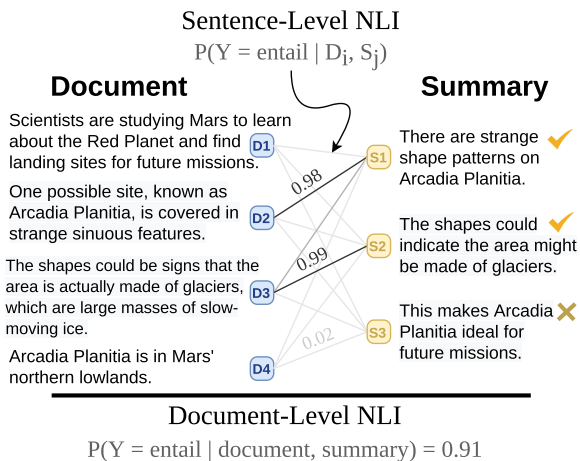 Sentence-Level NLI
P(Y = entail | Di, Sj)
Document
Summary
Scientists are studying Mars to learn
about the Red Planet and find
landing sites for future missions.
D1
One possible site, known as
Arcadia Planitia, is covered in
strange sinuous features.
D2
The shapes could be signs that the
area is actually made of glaciers,
which are large masses of slow-
moving ice.
D3
Arcadia Planitia is in Mars'
northern lowlands.
D4
0.98
0.99
0.02
S1
There are strange
shape patterns on
Arcadia Planitia.
S2
The shapes could
indicate the area might
be made of glaciers.
S3
This makes Arcadia
Planitia ideal for
future missions.
Document-Level NLI
P(Y = entail | document, summary) = 0.91